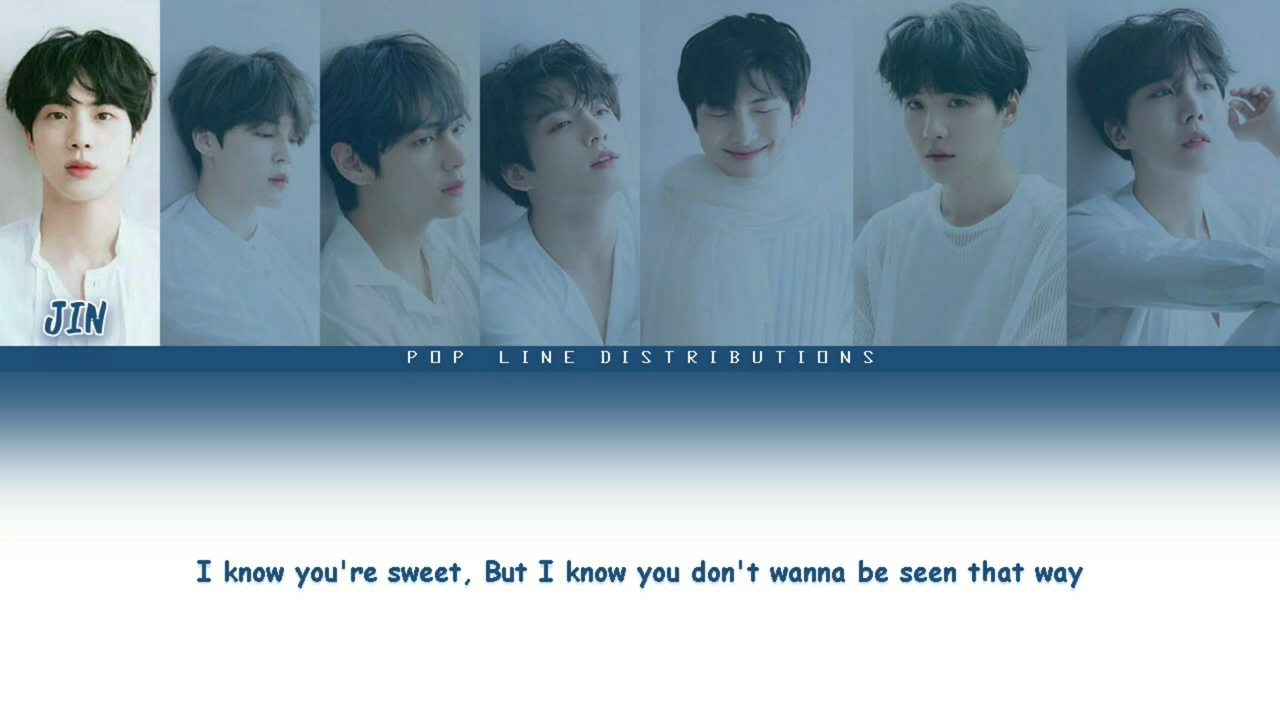 JIN
POP LINE DISTRIBUTIONS
I know you're sweet, But I know you don't wanna be seen that way